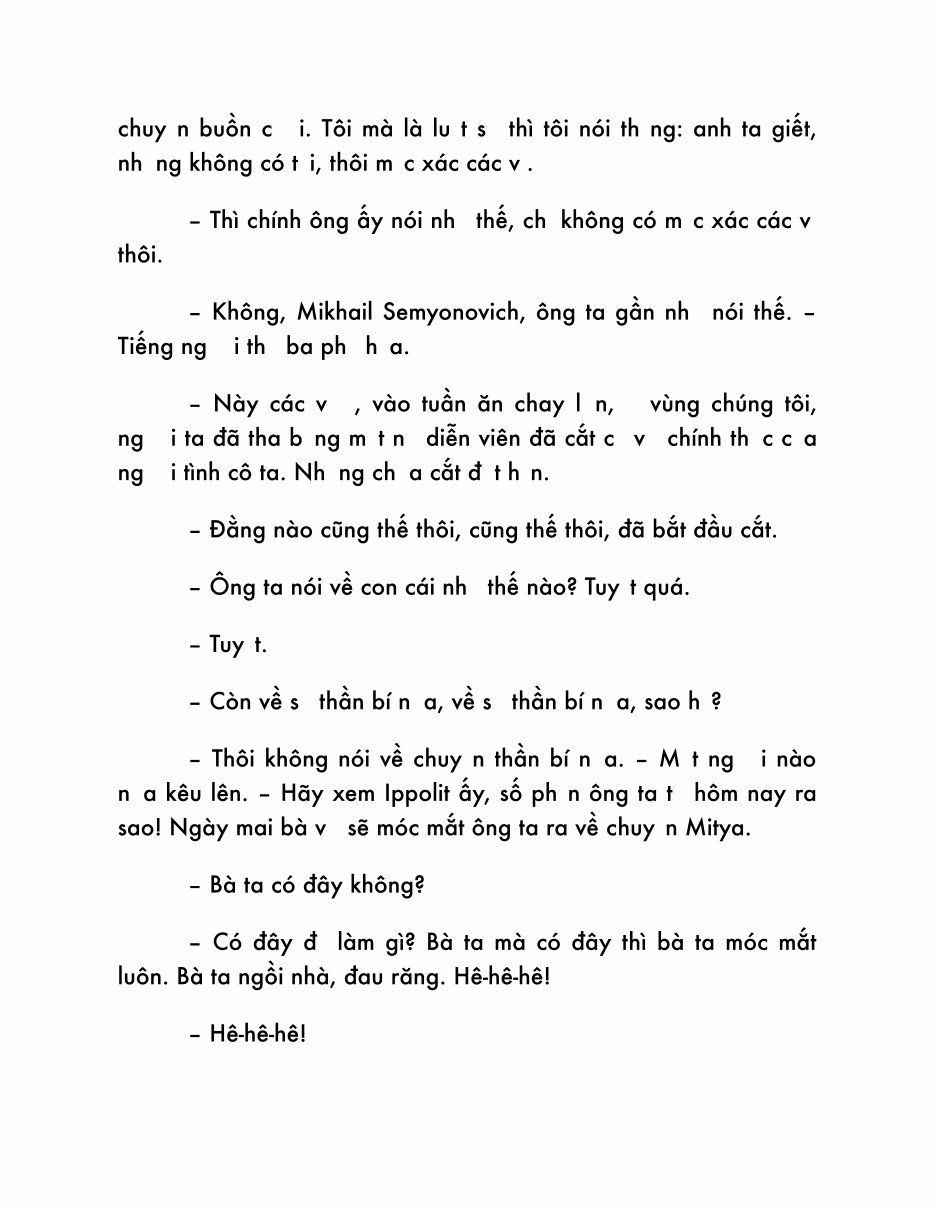 chuy n buồn c i. Tôi mà là lu t s thì tôi nói th ng: anh ta giết,
nh ng không có t i, thôi m c xác các v .
– Thì chính ông ấy nói nh thế, ch không có m c xác các v
thôi.
– Không, Mikhail Semyonovich, ông ta gần nh nói thế. –
Tiếng ng i th ba ph h a.
– Này các v , vào tuần ăn chay l n, vùng chúng tôi,
ng i ta đã tha b ng m t n diễn viên đã cắt c v chính th c c a
ng i tình cô ta. Nh ng ch a cắt đ t h n.
– Đằng nào cũng thế thôi, cũng thế thôi, đã bắt đầu cắt.
– Ông ta nói về con cái nh thế nào? Tuy t quá.
– Tuy t.
– Còn về s thần bí n a, về s thần bí n a, sao h ?
– Thôi không nói về chuy n thần bí n a. – M t ng i nào
n a kêu lên. – Hãy xem Ippolit ấy, số ph n ông ta t hôm nay ra
sao! Ngày mai bà v sẽ móc mắt ông ta ra về chuy n Mitya.
– Bà ta có đây không?
– Có đây đ làm gì? Bà ta mà có đây thì bà ta móc mắt
luôn. Bà ta ngồi nhà, đau răng. Hê-hê-hê!
– Hê-hê-hê!